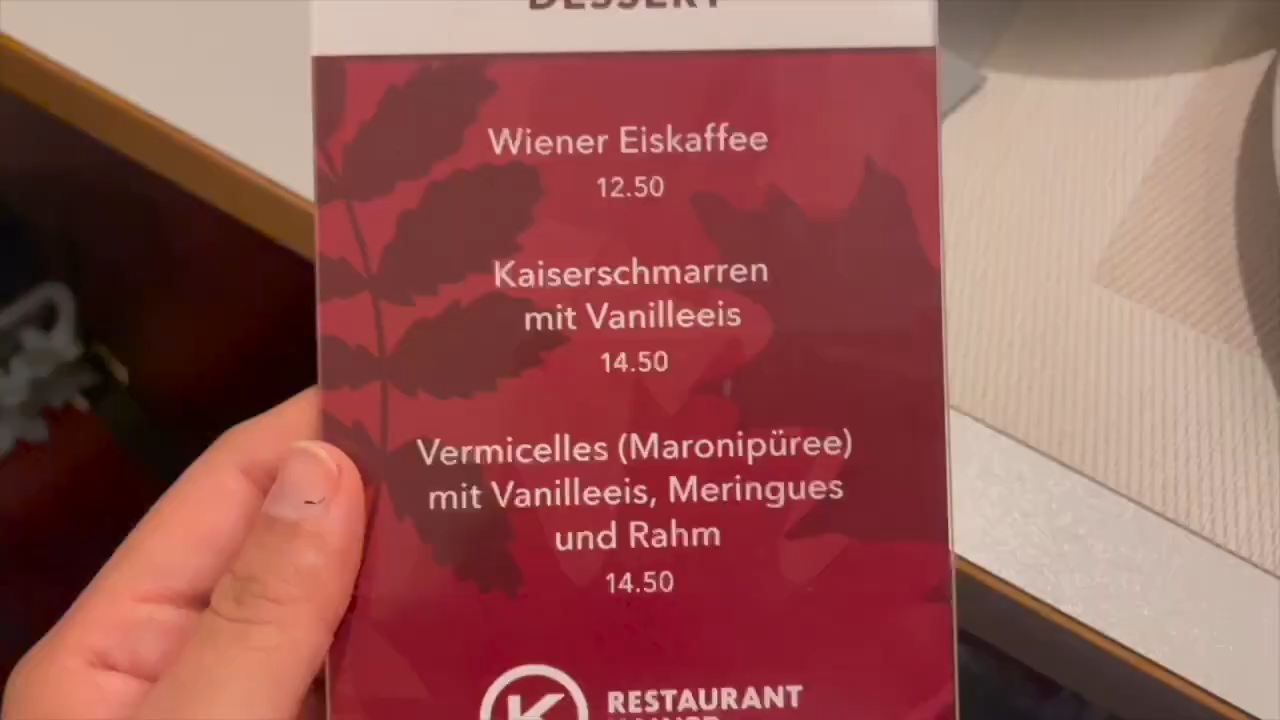 DESSERT
Wiener Eiskaffee
12.50
Kaiserschmarren
mit Vanilleeis
14.50
Vermicelles (Maronipüree)
mit Vanilleeis, Meringues
und Rahm
14.50
K RESTAURANT